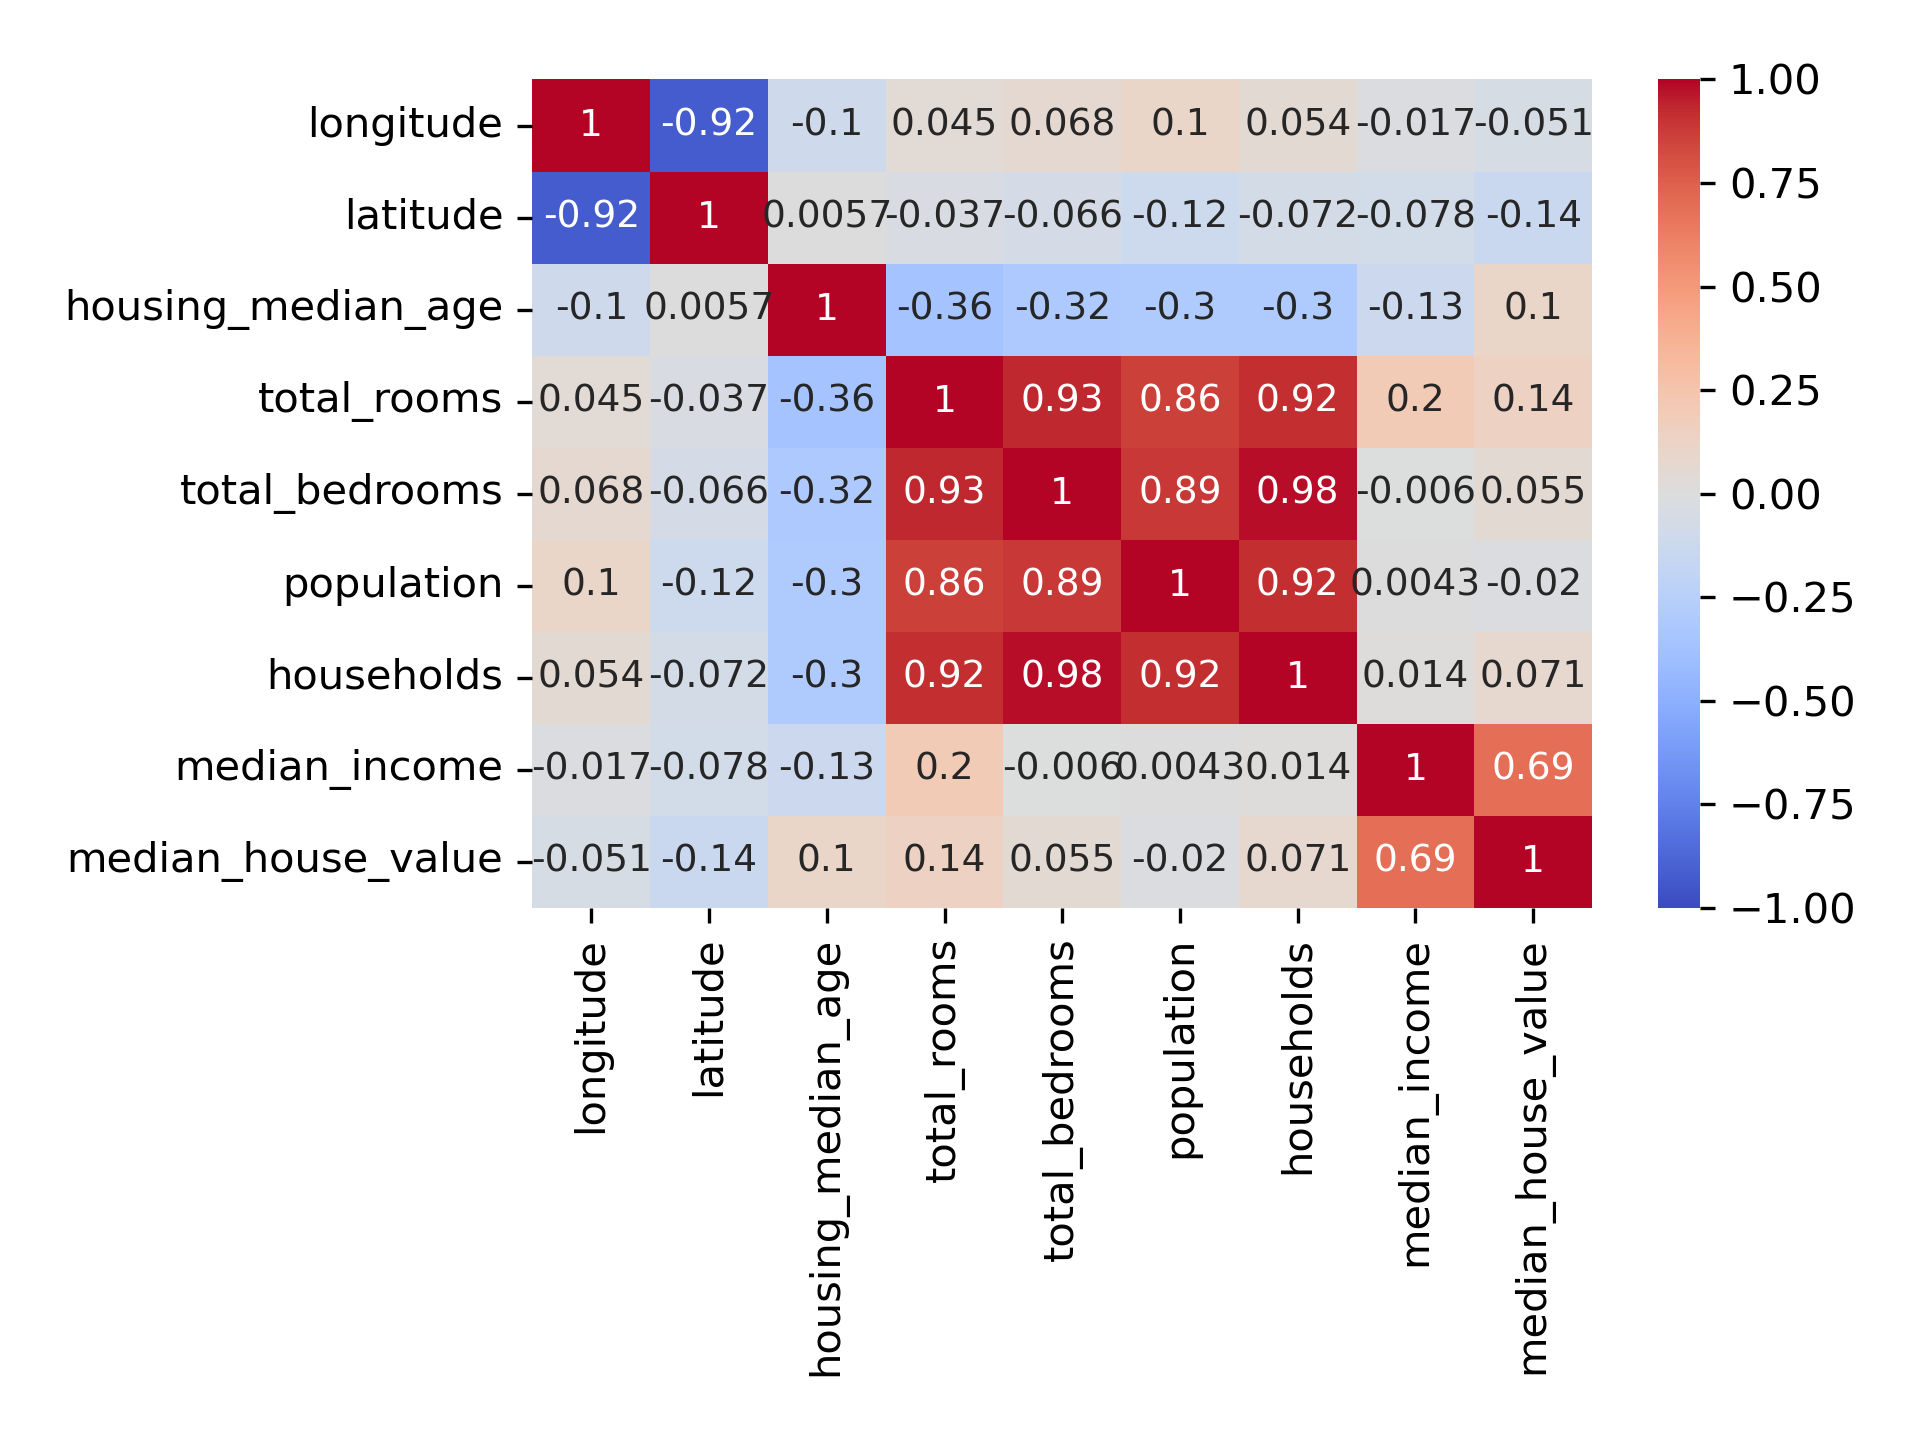 longitude 1 -0.92 -0.1 0.045 0.068 0.1 0.054 -0.017 -0.051
latitude -0.92 1 0.0057 -0.037 -0.066 -0.12 -0.072 -0.078 -0.14
housing_median_age -0.1 0.0057 1 -0.36 -0.32 -0.3 -0.3 -0.13 0.1
total_rooms 0.045 -0.037 -0.36 1 0.93 0.86 0.92 0.2 0.14
total_bedrooms 0.068 -0.066 -0.32 0.93 1 0.89 0.98 -0.006 0.055
population 0.1 -0.12 -0.3 0.86 0.89 1 0.92 0.0043 -0.02
households 0.054 -0.072 -0.3 0.92 0.98 0.92 1 0.014 0.071
median_income -0.017 -0.078 -0.13 0.2 -0.006 0.0043 0.014 1 0.69
median_house_value -0.051 -0.14 0.1 0.14 0.055 -0.02 0.071 0.69 1
longitude
latitude
housing_median_age
total_rooms
total_bedrooms
population
households
median_income
median_house_value
1.00
0.75
0.50
0.25
0.00
−0.25
−0.50
−0.75
−1.00